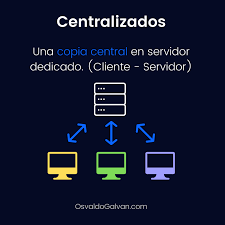 Centralizados
Una copia central en servidor
dedicado. (Cliente - Servidor)
OsvaldoGalvan.com